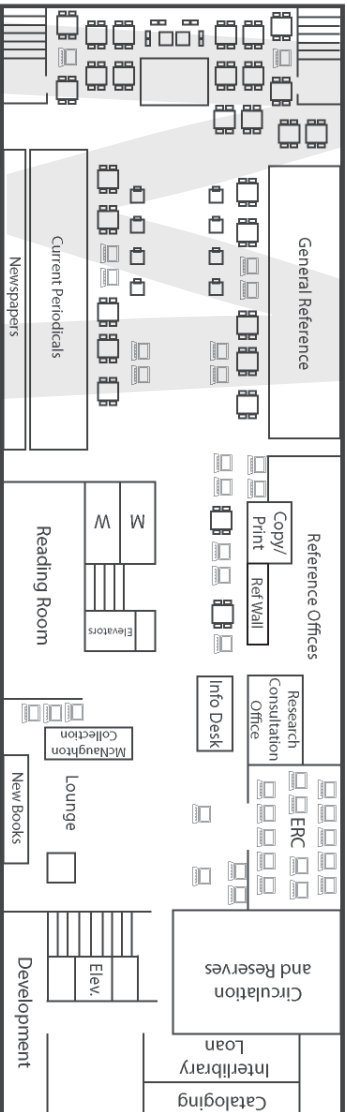 General Reference
Current Periodicals
Newspapers
Copy/
Print
Reference Offices
Ref Wall
M
W
Elevators
Reading Room
Info Desk
Research
Consultation
Office
McNaughton
Collection
Lounge
New Books
ERC
Circulation
and Reserves
Elev.
Development
Interlibrary
Loan
Cataloging